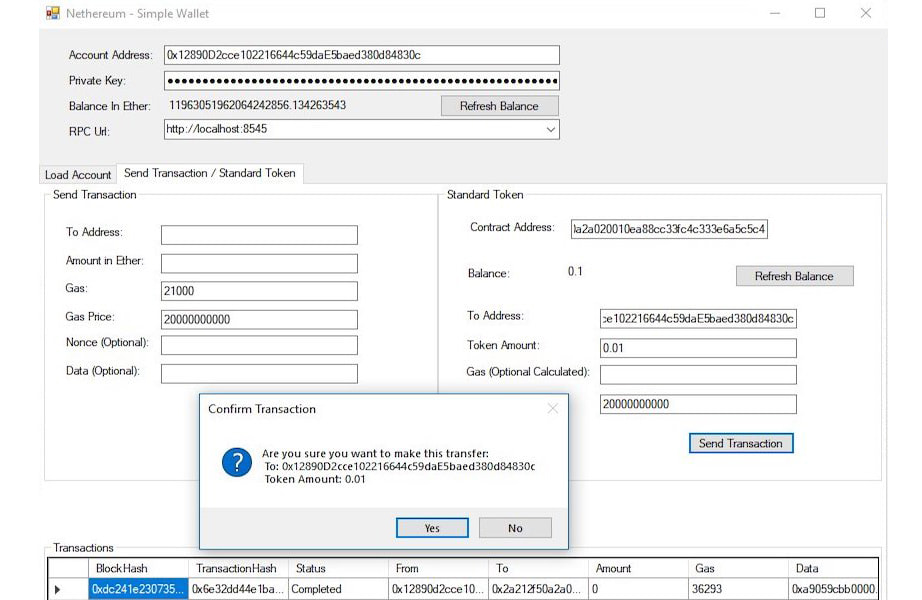 Nethereum - Simple Wallet
Account Address: 0x12890D2cce102216644c59daE5baed380d84830c
Private Key: ●●●●●●●●●●●●●●●●●●●●●●●●●●●●●●●●●●●●●●●●●●●●●●●●●●●●●●●●●●●●●●●●
Balance In Ether: 11963051962064242856.134263543 Refresh Balance
RPC Url: http://localhost:8545
Load Account Send Transaction / Standard Token
Send Transaction
To Address:
Amount in Ether:
Gas: 21000
Gas Price: 20000000000
Nonce (Optional):
Data (Optional):
Standard Token
Contract Address: la2a020010ea88cc33fc4c333e6a5c5c4
Balance: 0.1 Refresh Balance
To Address: ce102216644c59daE5baed380d84830c
Token Amount: 0.01
Gas (Optional Calculated):
20000000000
Send Transaction
Confirm Transaction
Are you sure you want to make this transfer:
To: 0x12890D2cce102216644c59daE5baed380d84830c
Token Amount: 0.01
Yes No
Transactions
BlockHash TransactionHash Status From To Amount Gas Data
0xdc241e230735... 0x6e32dd44e1ba... Completed 0x12890d2cce10... 0x2a212f50a2a0... 0 36293 0xa9059cbb0000